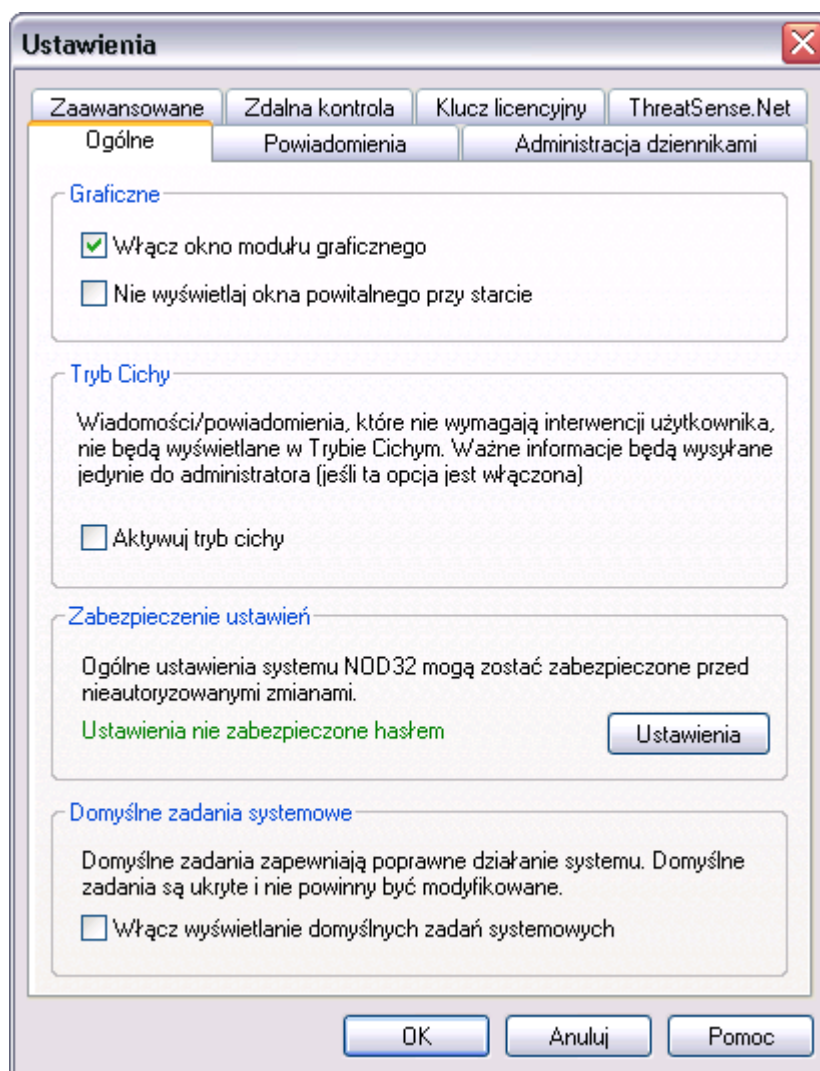 Ustawienia
Zaawansowane Zdalna kontrola Klucz licencyjny ThreatSense.Net
Ogólne Powiadomienia Administracja dziennikami
Graficzne
Włącz okno modułu graficznego
Nie wyświetlaj okna powitalnego przy starcie
Tryb Cichy
Wiadomości/powiadomienia, które nie wymagają interwencji użytkownika,
nie będą wyświetlane w Trybie Cichym. Ważne informacje będą wysyłane
jedynie do administratora (jeśli ta opcja jest włączona)
Aktywuj tryb cichy
Zabezpieczenie ustawień
Ogólne ustawienia systemu NOD32 mogą zostać zabezpieczone przed
nieautoryzowanymi zmianami.
Ustawienia nie zabezpieczone hasłem Ustawienia
Domyślne zadania systemowe
Domyślne zadania zapewniają poprawne działanie systemu. Domyślne
zadania są ukryte i nie powinny być modyfikowane.
Włącz wyświetlanie domyślnych zadań systemowych
OK Anuluj Pomoc